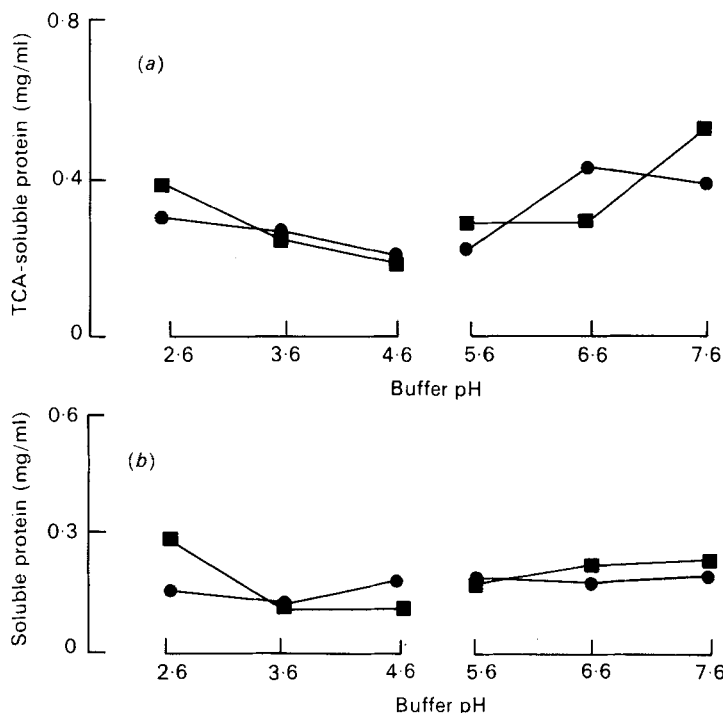 0·8
(a)
TCA-soluble protein (mg/ml)
0·4
0
2·6 3·6 4·6 5·6 6·6 7·6
Buffer pH
0·6
(b)
Soluble protein (mg/ml)
0·3
0
2·6 3·6 4·6 5·6 6·6 7·6
Buffer pH